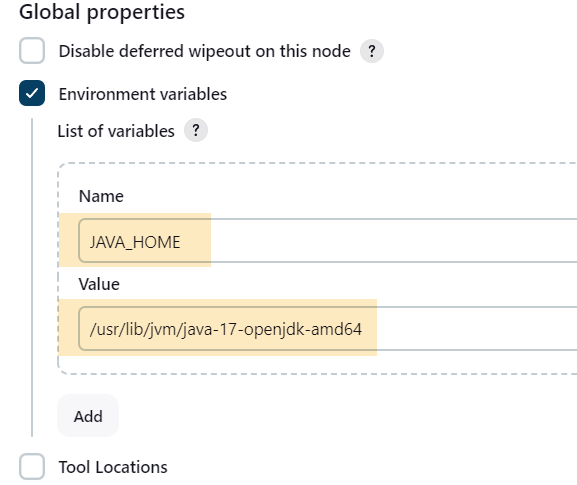 Global properties
Disable deferred wipeout on this node ?
Environment variables
List of variables ?
Name
JAVA_HOME
Value
/usr/lib/jvm/java-17-openjdk-amd64
Add
Tool Locations